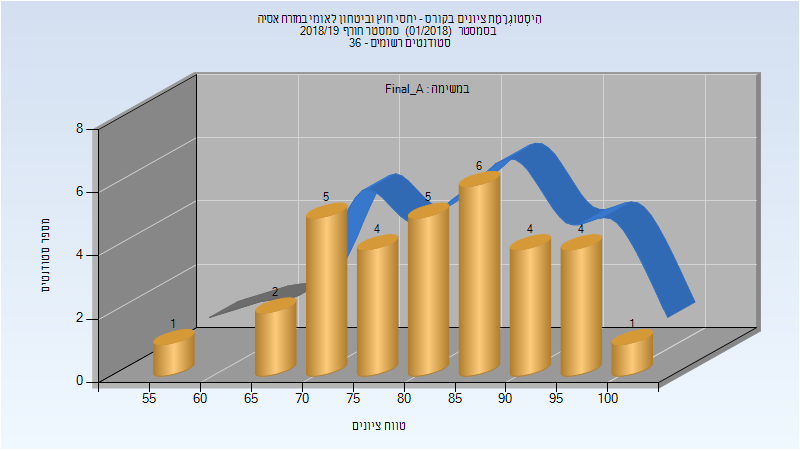 היסטוגרמת ציונים בקורס - יחסי חוץ וביטחון לאומי במזרח אסיה
בסמסטר (01/2018) סמסטר חורף 2018/19
סטודנטים רשומים - 36
במשימה : Final_A
מספר סטודנטים
8
6
4
2
0
1
2
5
4
5
6
4
4
1
55 60 65 70 75 80 85 90 95 100
טווח ציונים